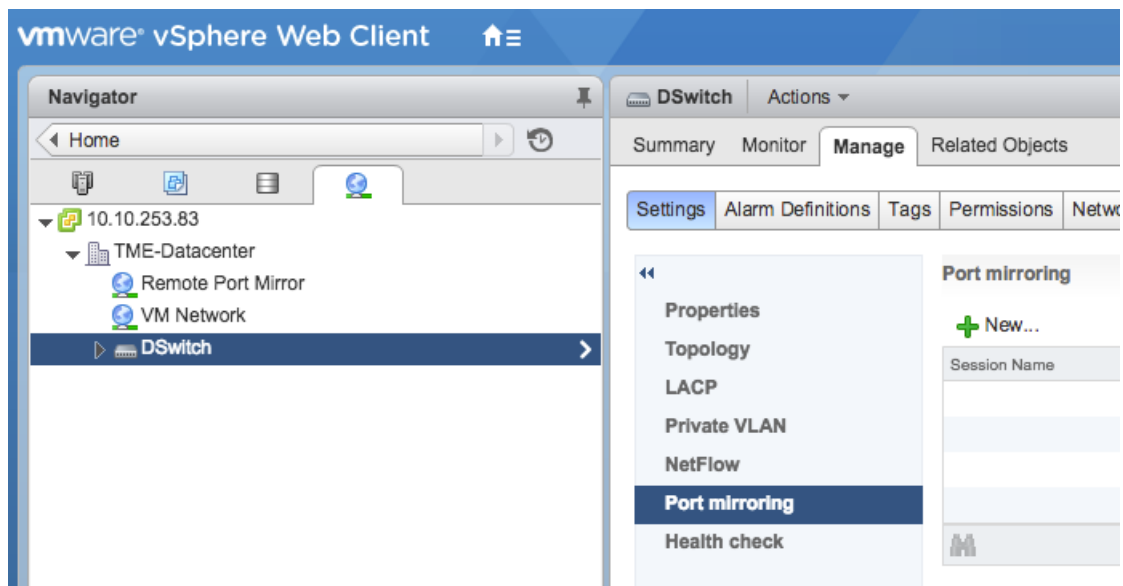 vmware® vSphere Web Client
Navigator
Home
10.10.253.83
TME-Datacenter
Remote Port Mirror
VM Network
DSwitch
DSwitch Actions
Summary Monitor Manage Related Objects
Settings Alarm Definitions Tags Permissions Netwo
Properties
Topology
LACP
Private VLAN
NetFlow
Port mirroring
Health check
Port mirroring
New...
Session Name